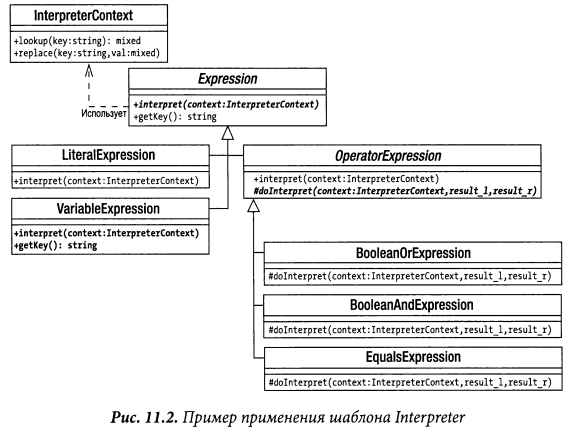 InterpreterContext
+lookup(key:string): mixed
+replace(key:string,val:mixed)
Expression
Использует
+interpret(context:InterpreterContext)
+getKey(): string
LiteralExpression
+interpret(context:InterpreterContext)
OperatorExpression
+interpret(context:InterpreterContext)
#doInterpret(context:InterpreterContext,result_l,result_r)
VariableExpression
+interpret(context:InterpreterContext)
+getKey(): string
BooleanOrExpression
#doInterpret(context:InterpreterContext,result_l,result_r)
BooleanAndExpression
#doInterpret(context:InterpreterContext,result_l,result_r)
EqualsExpression
#doInterpret(context:InterpreterContext,result_l,result_r)
Рис. 11.2. Пример применения шаблона Interpreter